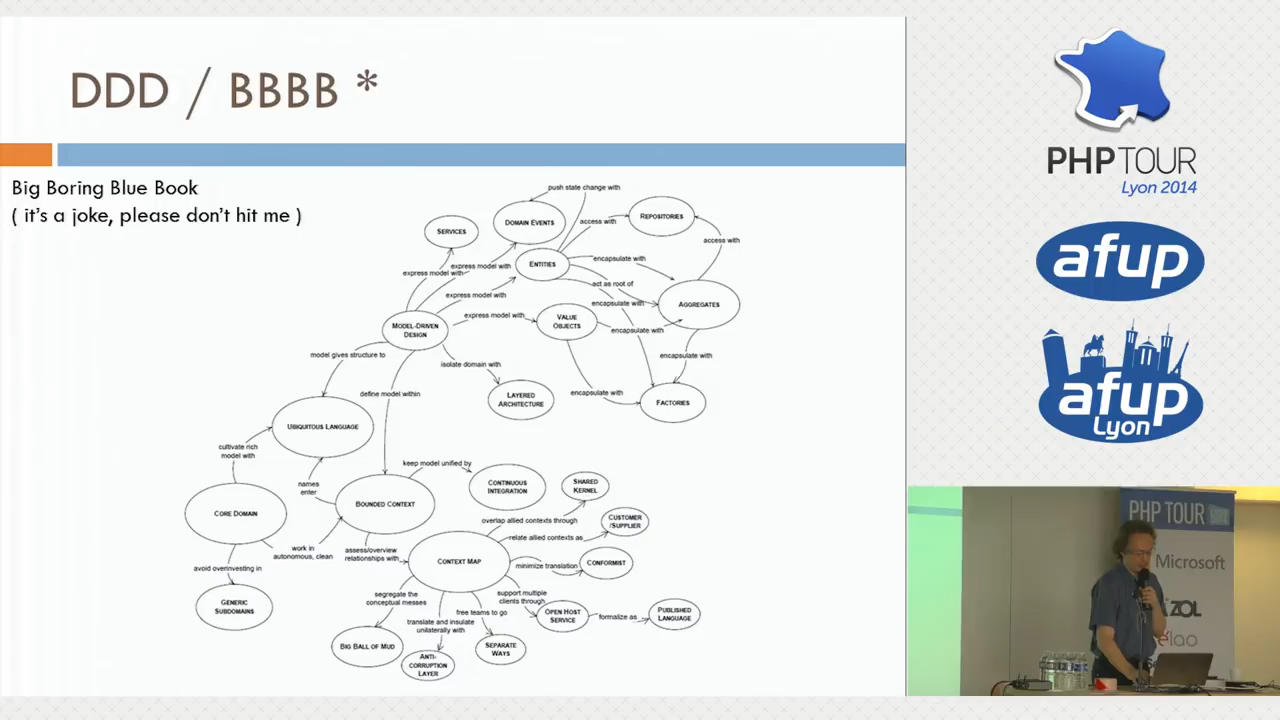 DDD / BBBB *
Big Boring Blue Book
( it's a joke, please don't hit me )
push state change with
DOMAIN EVENTS
REPOSITORIES
access with
SERVICES
access with
ENTITIES
encapsulate with
express model with
express model with
act as root of
express model with
encapsulate with
AGGREGATES
express model with
VALUE
OBJECTS
encapsulate with
MODEL-DRIVEN
DESIGN
model gives structure to
isolate domain with
encapsulate with
define model within
LAYERED
ARCHITECTURE
encapsulate with
FACTORIES
UBIQUITOUS LANGUAGE
cultivate rich
model with
keep model unified by
names
enter
CONTINUOUS
INTEGRATION
SHARED
KERNEL
BOUNDED CONTEXT
CORE DOMAIN
overlap allied contexts through
CUSTOMER
/SUPPLIER
relate allied contexts as
work in
autonomous, clean
assess/overview
relationships with
CONTEXT MAP
minimize translation
CONFORMIST
avoid overinvesting in
GENERIC
SUBDOMAINS
segregate the
conceptual messes
support multiple
clients through
free teams to go
translate and insulate
unilaterally with
OPEN HOST
SERVICE
formalize as
PUBLISHED
LANGUAGE
BIG BALL OF MUD
SEPARATE
WAYS
ANTI-
CORRUPTION
LAYER
PHP TOUR
Lyon 2014
afup
afup
Lyon
PHP TOUR
Microsoft
ZOL
elao